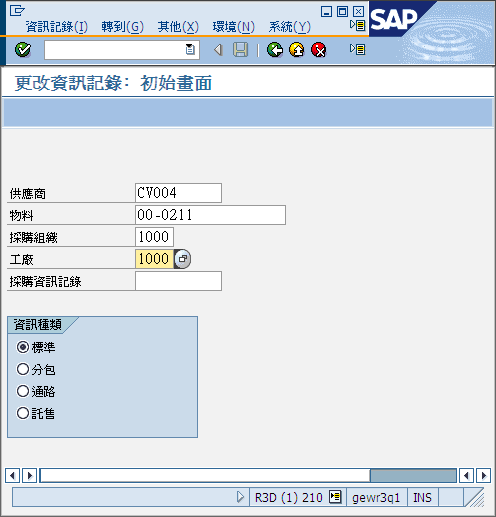 資訊記錄(I) 轉到(G) 其他(X) 環境(N) 系統(Y)
SAP
更改資訊記錄: 初始畫面
供應商 CV004
物料 00-0211
採購組織 1000
工廠 1000
採購資訊記錄
資訊種類
標準
分包
通路
託售
R3D (1) 210 gewr3q1 INS